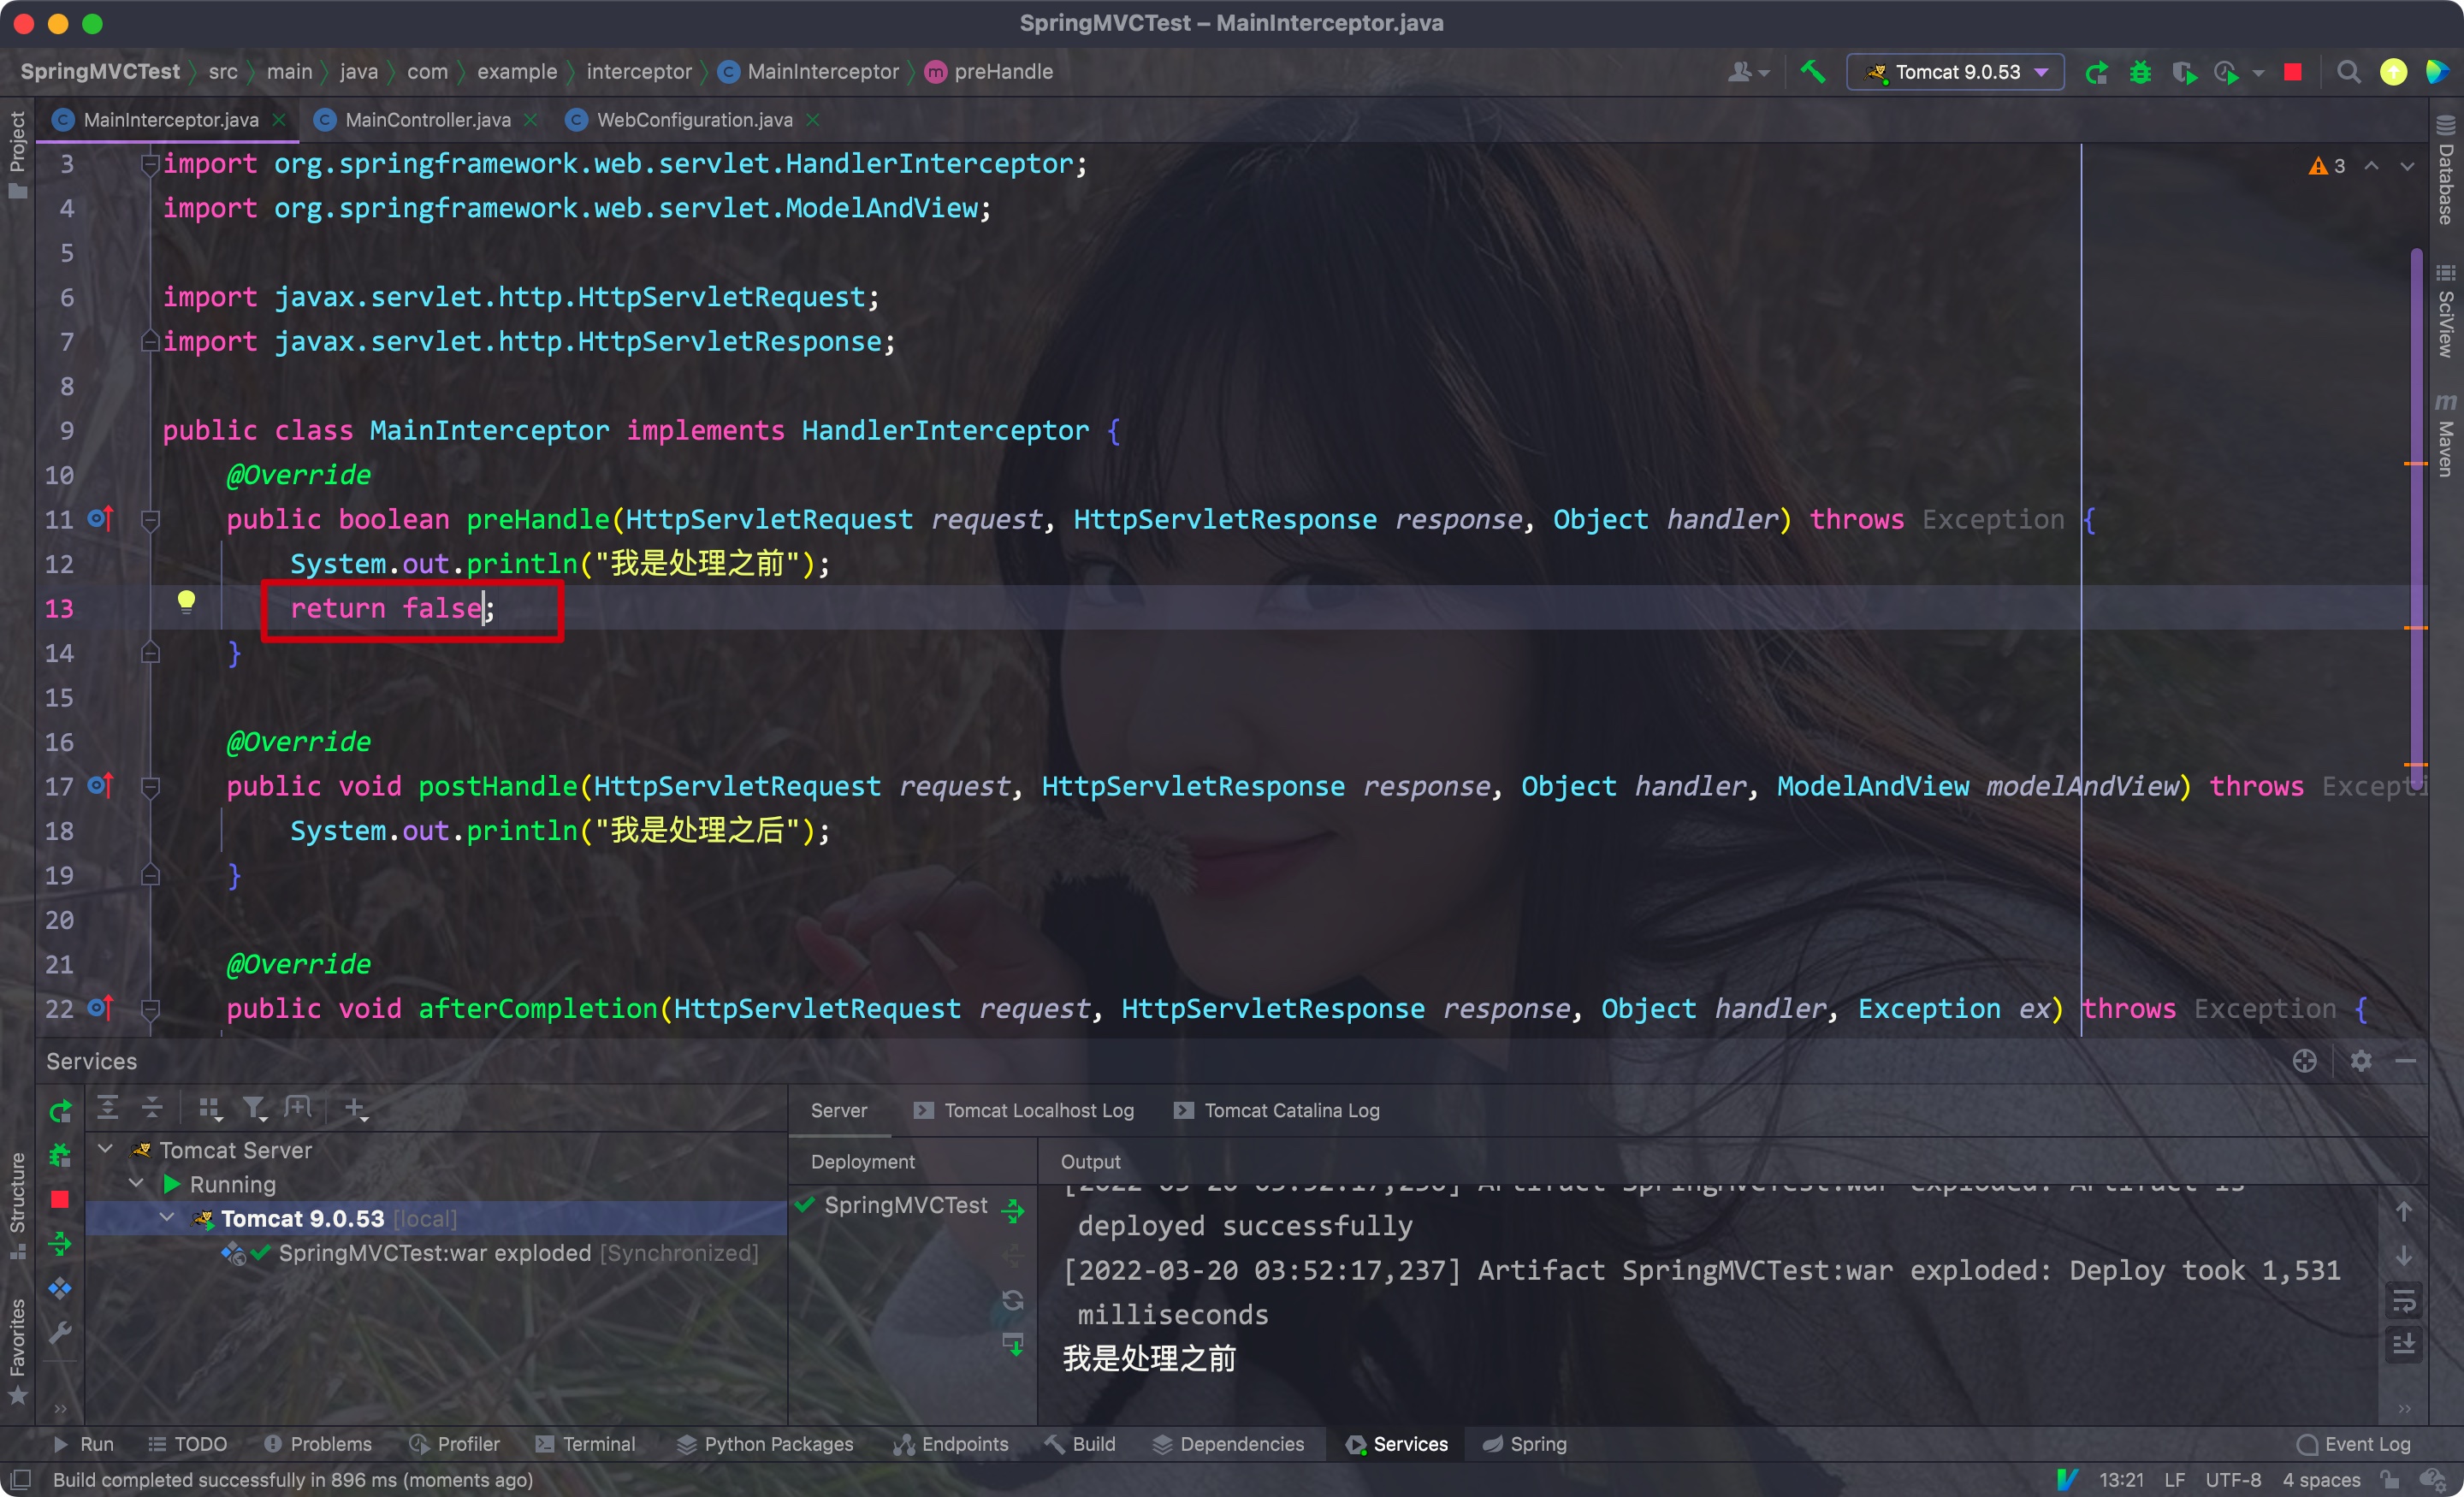 SpringMVCTest – MainInterceptor.java
SpringMVCTest src main java com example interceptor MainInterceptor preHandle
Tomcat 9.0.53
MainInterceptor.java MainController.java WebConfiguration.java
Project
Database
SciView
Maven
3
3 import org.springframework.web.servlet.HandlerInterceptor;
4 import org.springframework.web.servlet.ModelAndView;
5
6 import javax.servlet.http.HttpServletRequest;
7 import javax.servlet.http.HttpServletResponse;
8
9 public class MainInterceptor implements HandlerInterceptor {
10 @Override
11 public boolean preHandle(HttpServletRequest request, HttpServletResponse response, Object handler) throws Exception {
12 System.out.println("我是处理之前");
13 return false;
14 }
15
16 @Override
17 public void postHandle(HttpServletRequest request, HttpServletResponse response, Object handler, ModelAndView modelAndView) throws Excepti
18 System.out.println("我是处理之后");
19 }
20
21 @Override
22 public void afterCompletion(HttpServletRequest request, HttpServletResponse response, Object handler, Exception ex) throws Exception {
Services
Structure
Favorites
Server Tomcat Localhost Log Tomcat Catalina Log
Tomcat Server
Running
Tomcat 9.0.53 [local]
SpringMVCTest:war exploded [Synchronized]
Deployment
SpringMVCTest
Output
deployed successfully
[2022-03-20 03:52:17,237] Artifact SpringMVCTest:war exploded: Deploy took 1,531
milliseconds
我是处理之前
Run TODO Problems Profiler Terminal Python Packages Endpoints Build Dependencies Services Spring Event Log
Build completed successfully in 896 ms (moments ago) 13:21 LF UTF-8 4 spaces